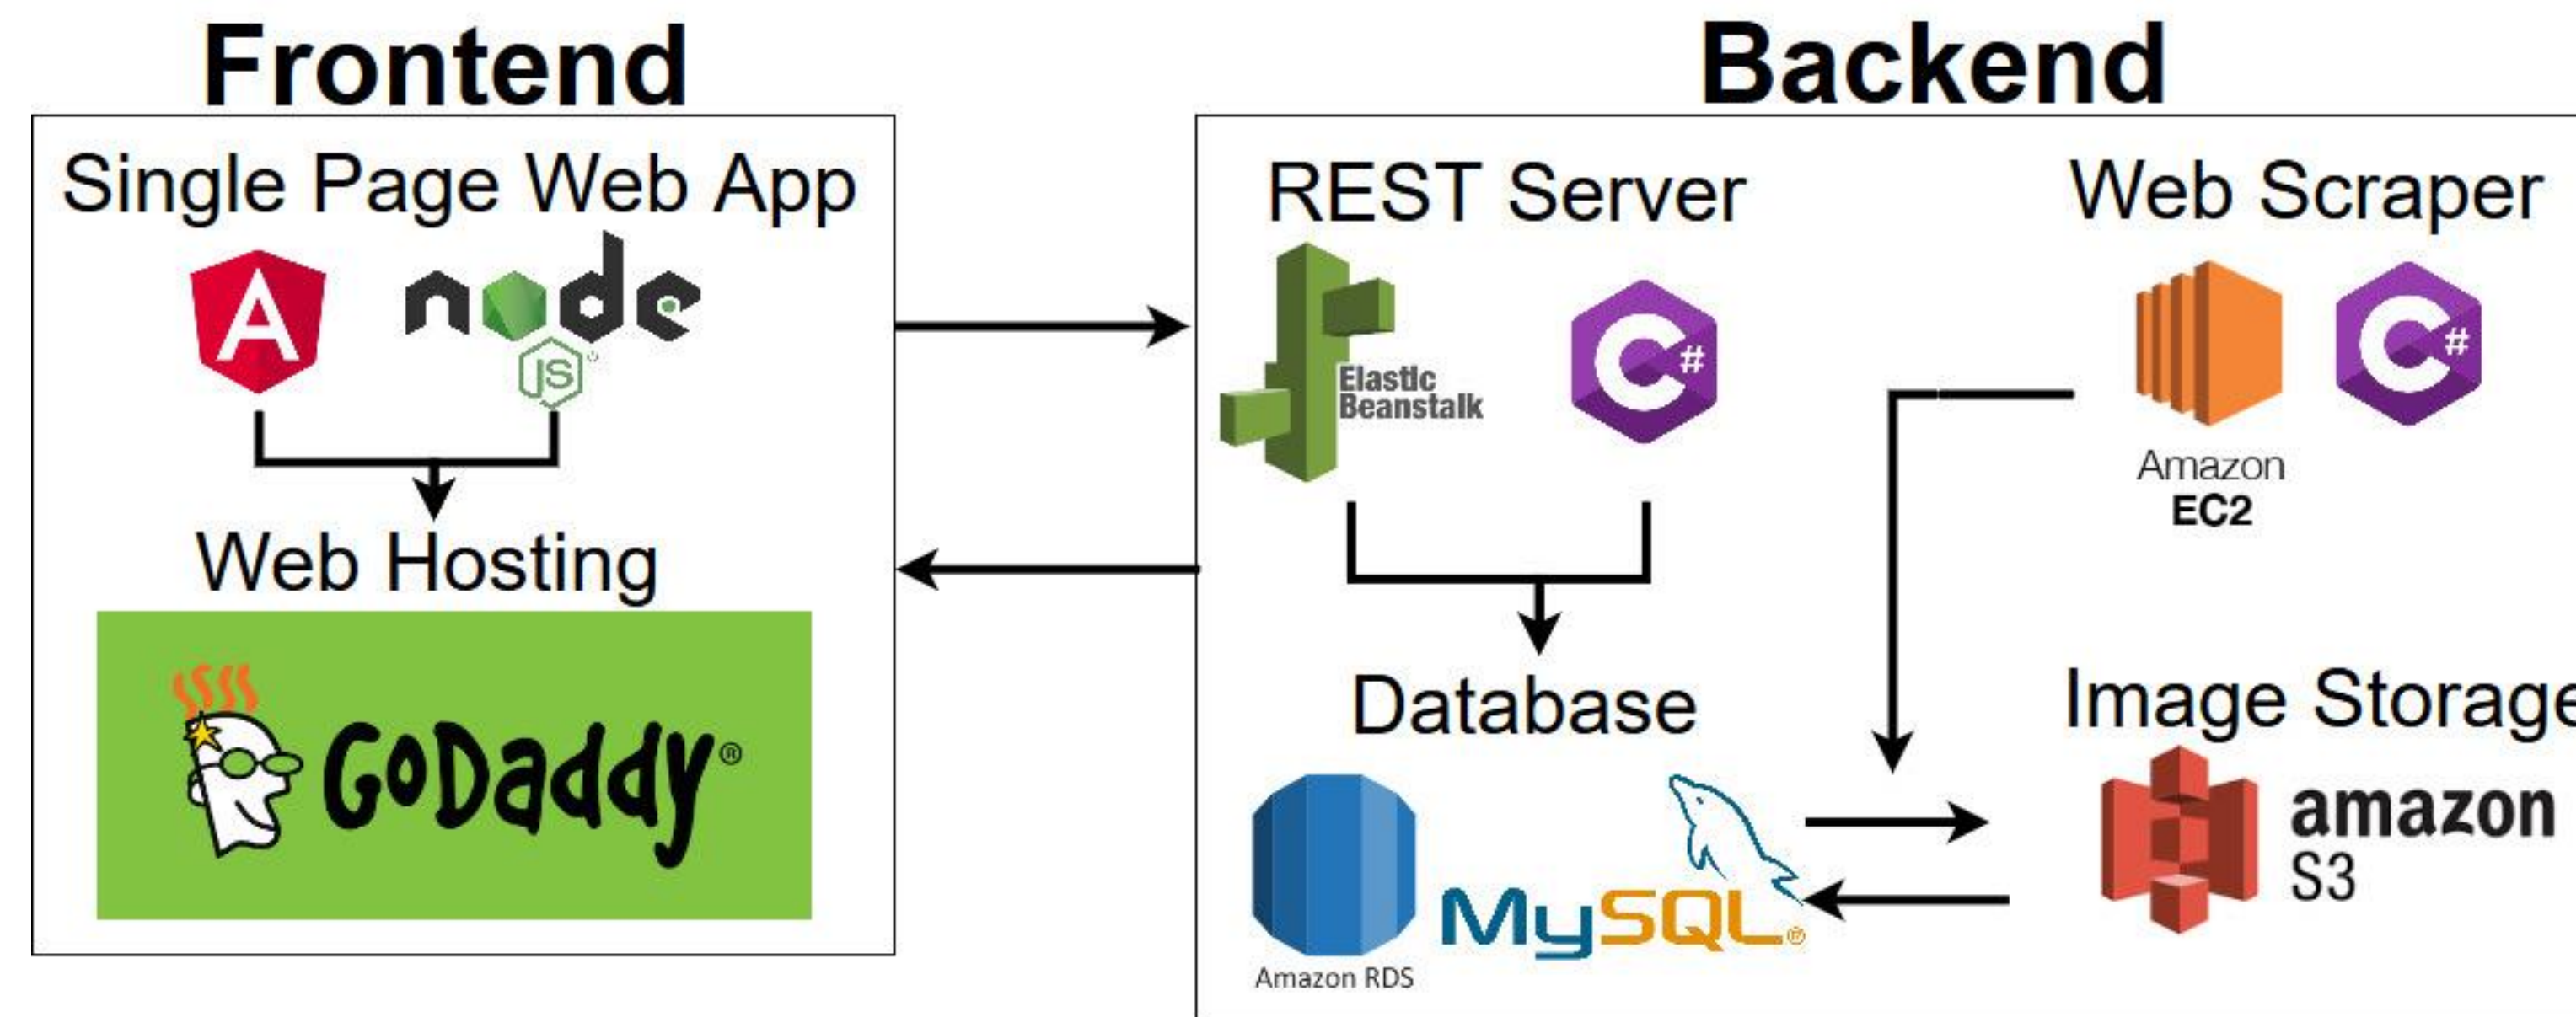 Frontend
Single Page Web App
A
node
JS
Web Hosting
GoDaddy®
Backend
REST Server
Elastic
Beanstalk
C#
Database
Amazon RDS
MySQL®
Web Scraper
Amazon
EC2
C#
Image Storage
amazon
S3